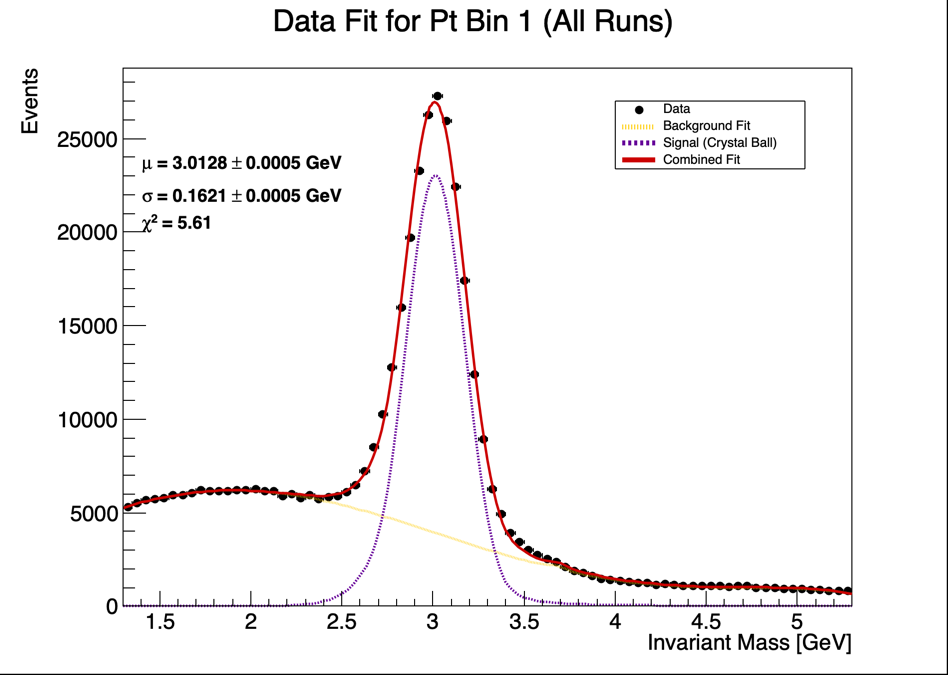 Data Fit for Pt Bin 1 (All Runs)
Events
25000
20000
15000
10000
5000
0
μ = 3.0128 ± 0.0005 GeV
σ = 0.1621 ± 0.0005 GeV
χ² = 5.61
Data
Background Fit
Signal (Crystal Ball)
Combined Fit
1.5 2 2.5 3 3.5 4 4.5 5
Invariant Mass [GeV]